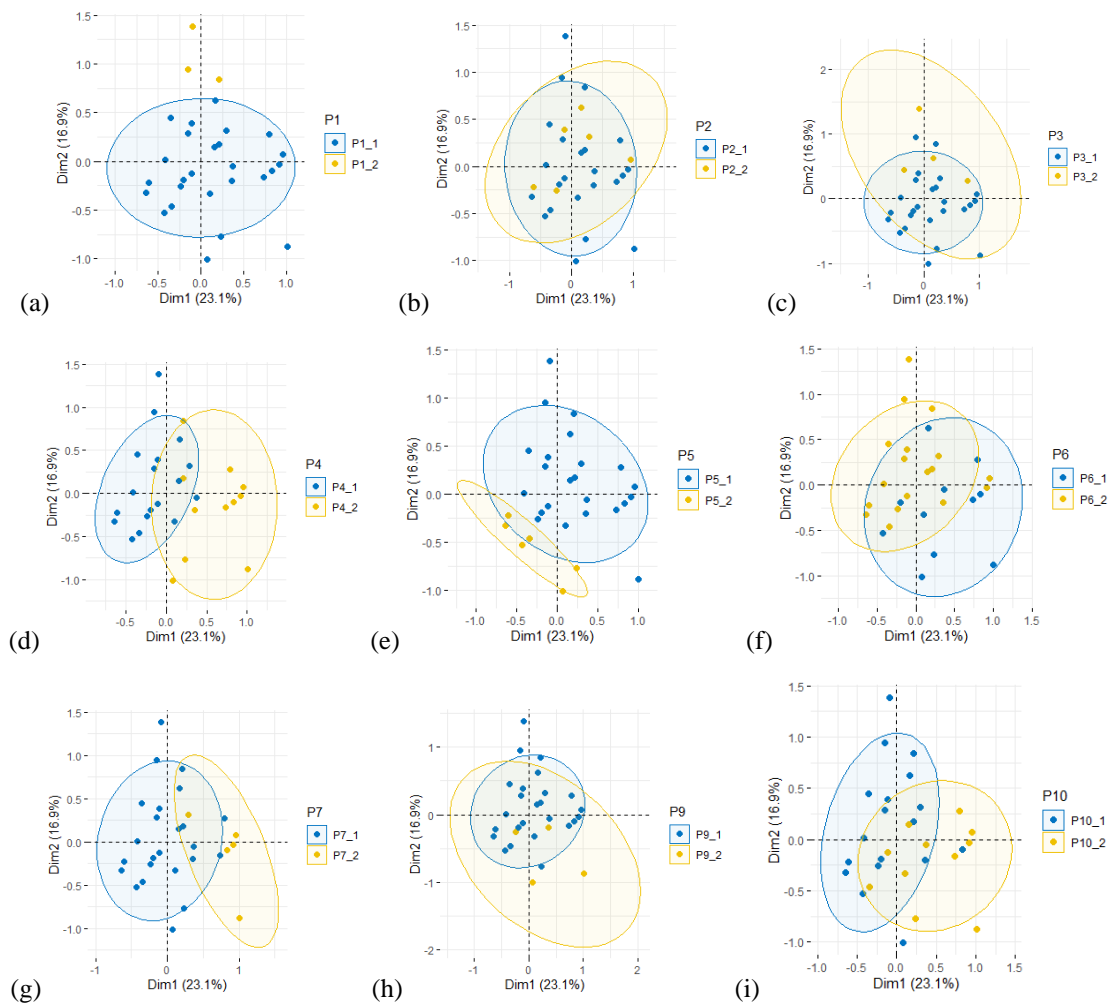 1.5
1.0
0.5
0.0
-0.5
-1.0
Dim2 (16.9%)
-1.0
-0.5
0.0
0.5
1.0
Dim1 (23.1%)
P1
P1_1
P1_2
(a)
1.5
1.0
0.5
0.0
-0.5
-1.0
Dim2 (16.9%)
-1
0
1
Dim1 (23.1%)
P2
P2_1
P2_2
(b)
2
1
0
-1
Dim2 (16.9%)
-1
0
1
Dim1 (23.1%)
P3
P3_1
P3_2
(c)
1.5
1.0
0.5
0.0
-0.5
-1.0
Dim2 (16.9%)
-0.5
0.0
0.5
1.0
Dim1 (23.1%)
P4
P4_1
P4_2
(d)
1.5
1.0
0.5
0.0
-0.5
-1.0
Dim2 (16.9%)
-1.0
-0.5
0.0
0.5
1.0
Dim1 (23.1%)
P5
P5_1
P5_2
(e)
1.5
1.0
0.5
0.0
-0.5
-1.0
Dim2 (16.9%)
-1.0
-0.5
0.0
0.5
1.0
Dim1 (23.1%)
P6
P6_1
P6_2
(f)
1.5
1.0
0.5
0.0
-0.5
-1.0
Dim2 (16.9%)
-1
0
1
Dim1 (23.1%)
P7
P7_1
P7_2
(g)
1
0
-1
-2
Dim2 (16.9%)
-1
0
1
2
Dim1 (23.1%)
P9
P9_1
P9_2
(h)
1.5
1.0
0.5
0.0
-0.5
-1.0
Dim2 (16.9%)
-1.0
-0.5
0.0
0.5
1.0
1.5
Dim1 (23.1%)
P10
P10_1
P10_2
(i)